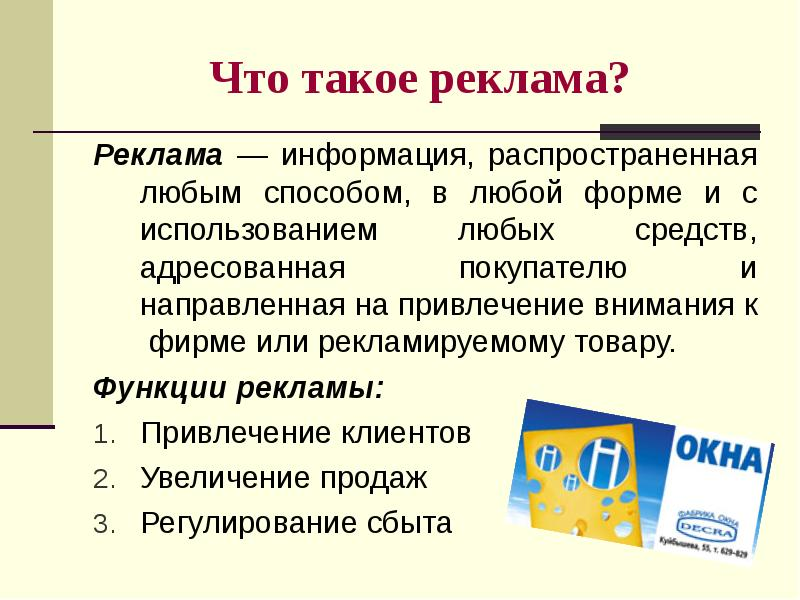 Что такое реклама?
Реклама — информация, распространенная
любым способом, в любой форме и с
использованием любых средств,
адресованная покупателю и
направленная на привлечение внимания к
фирме или рекламируемому товару.
Функции рекламы:
1. Привлечение клиентов
2. Увеличение продаж
3. Регулирование сбыта
ОКНА
ФАБРИКА ОКНА
DECRA
Куйбышева, 55, т. 629-829